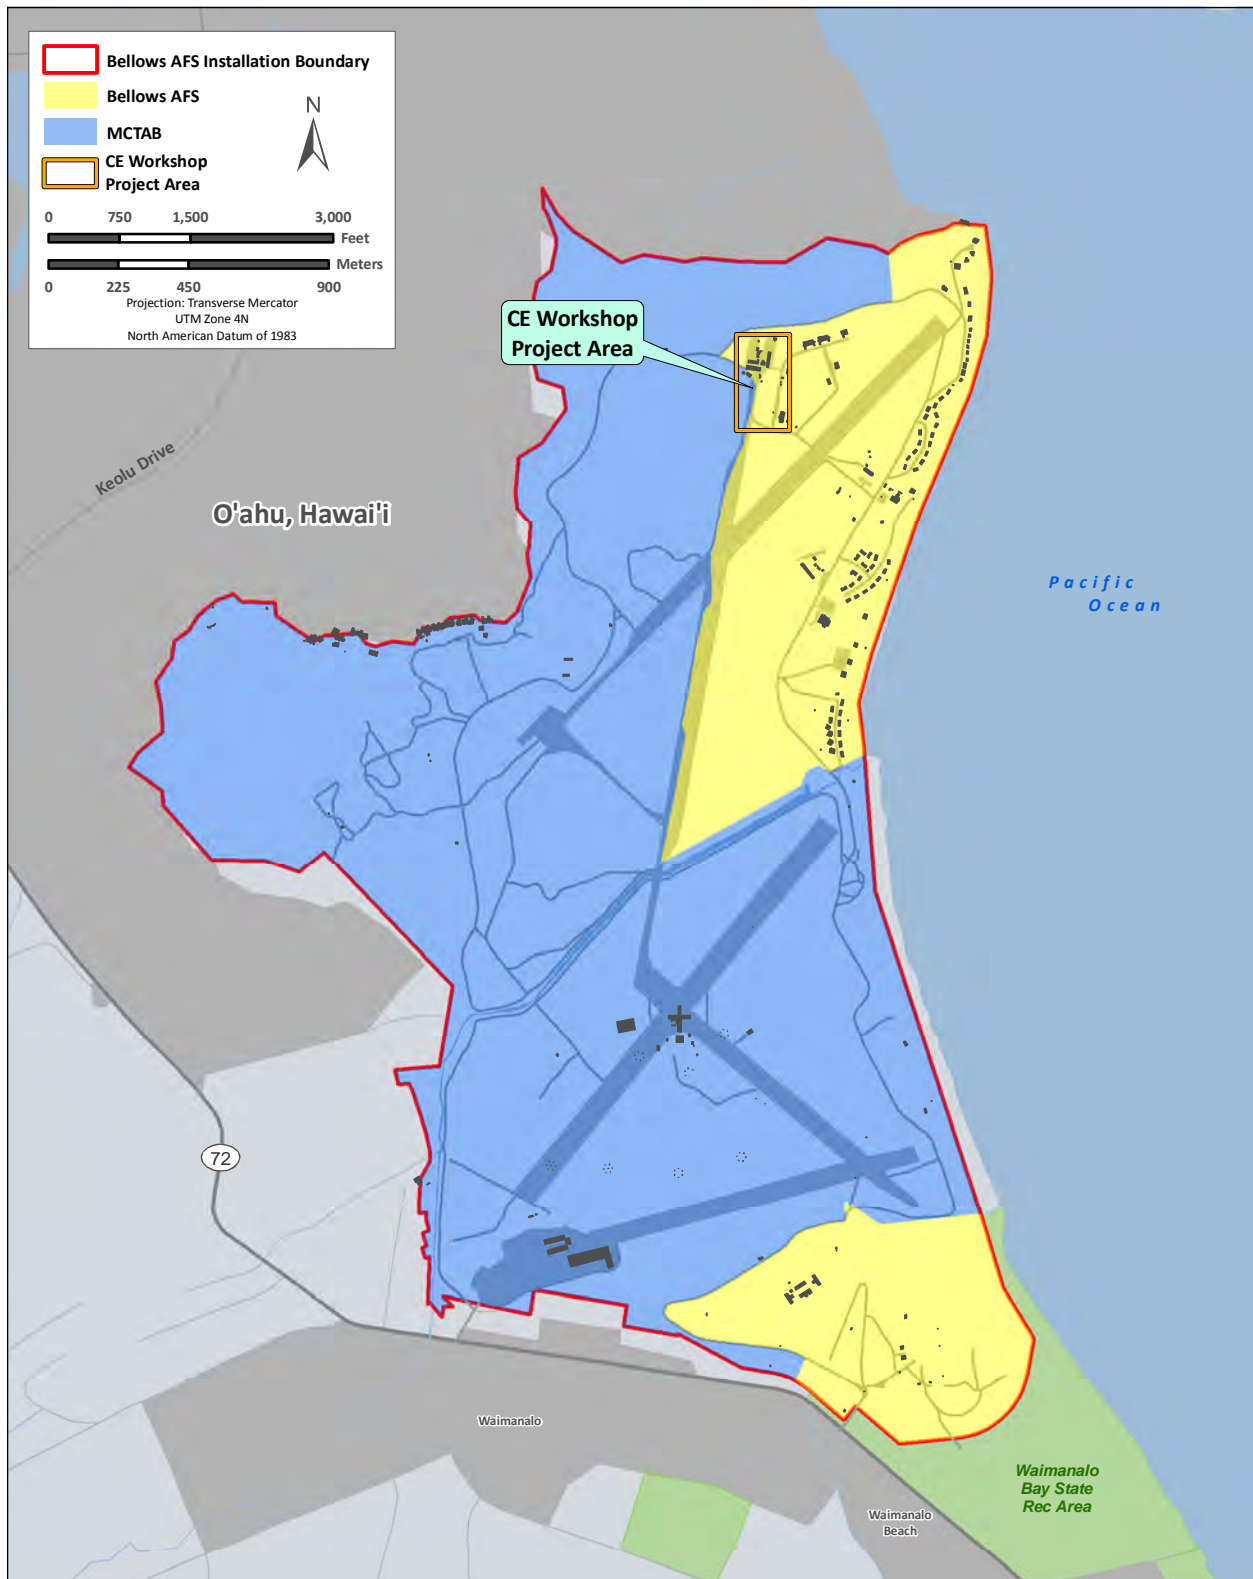 Bellows AFS Installation Boundary
Bellows AFS
MCTAB
CE Workshop
Project Area
N
0 750 1,500 3,000
Feet
Meters
0 225 450 900
Projection: Transverse Mercator
UTM Zone 4N
North American Datum of 1983
CE Workshop
Project Area
Keolu Drive
O'ahu, Hawai'i
Pacific
Ocean
72
Waimanalo
Waimanalo
Bay State
Rec Area
Waimanalo
Beach